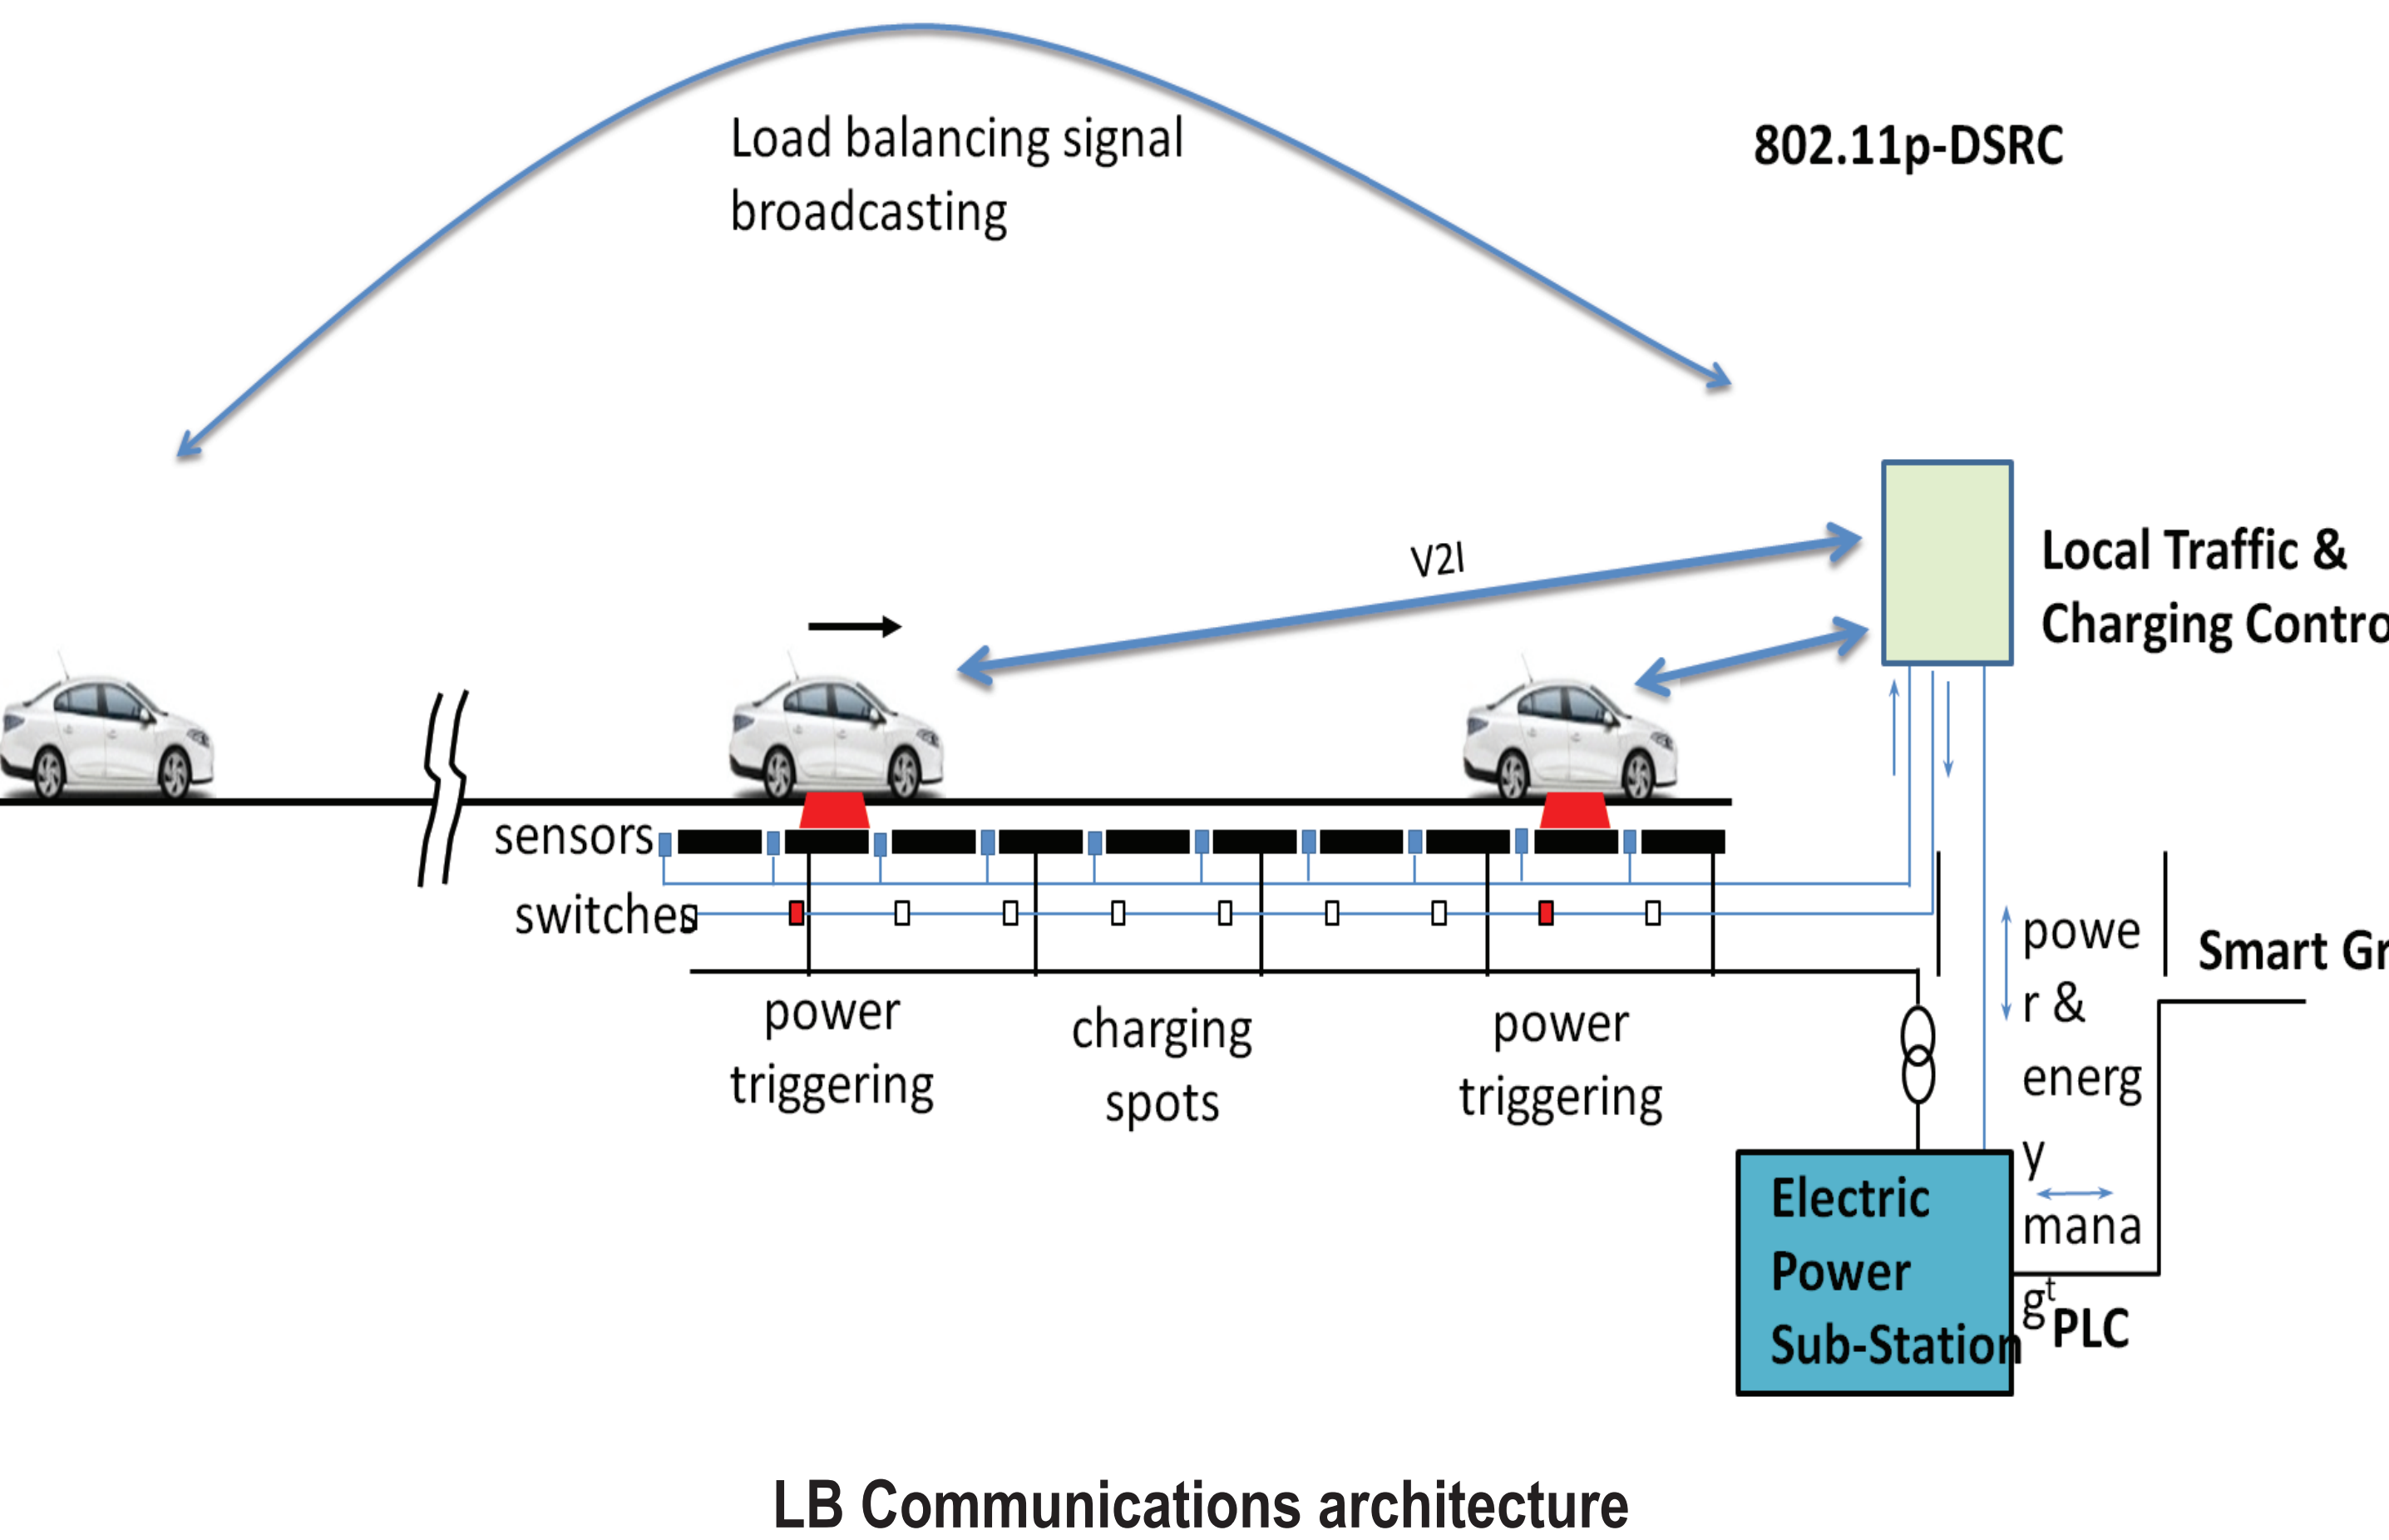 Load balancing signal
broadcasting
802.11p-DSRC
V2I
Local Traffic &
Charging Contro
sensors
switches
powe
r &
energ
y
mana
gᵗ
Smart Gr
power
triggering
charging
spots
power
triggering
Electric
Power
Sub-Station
PLC
LB Communications architecture